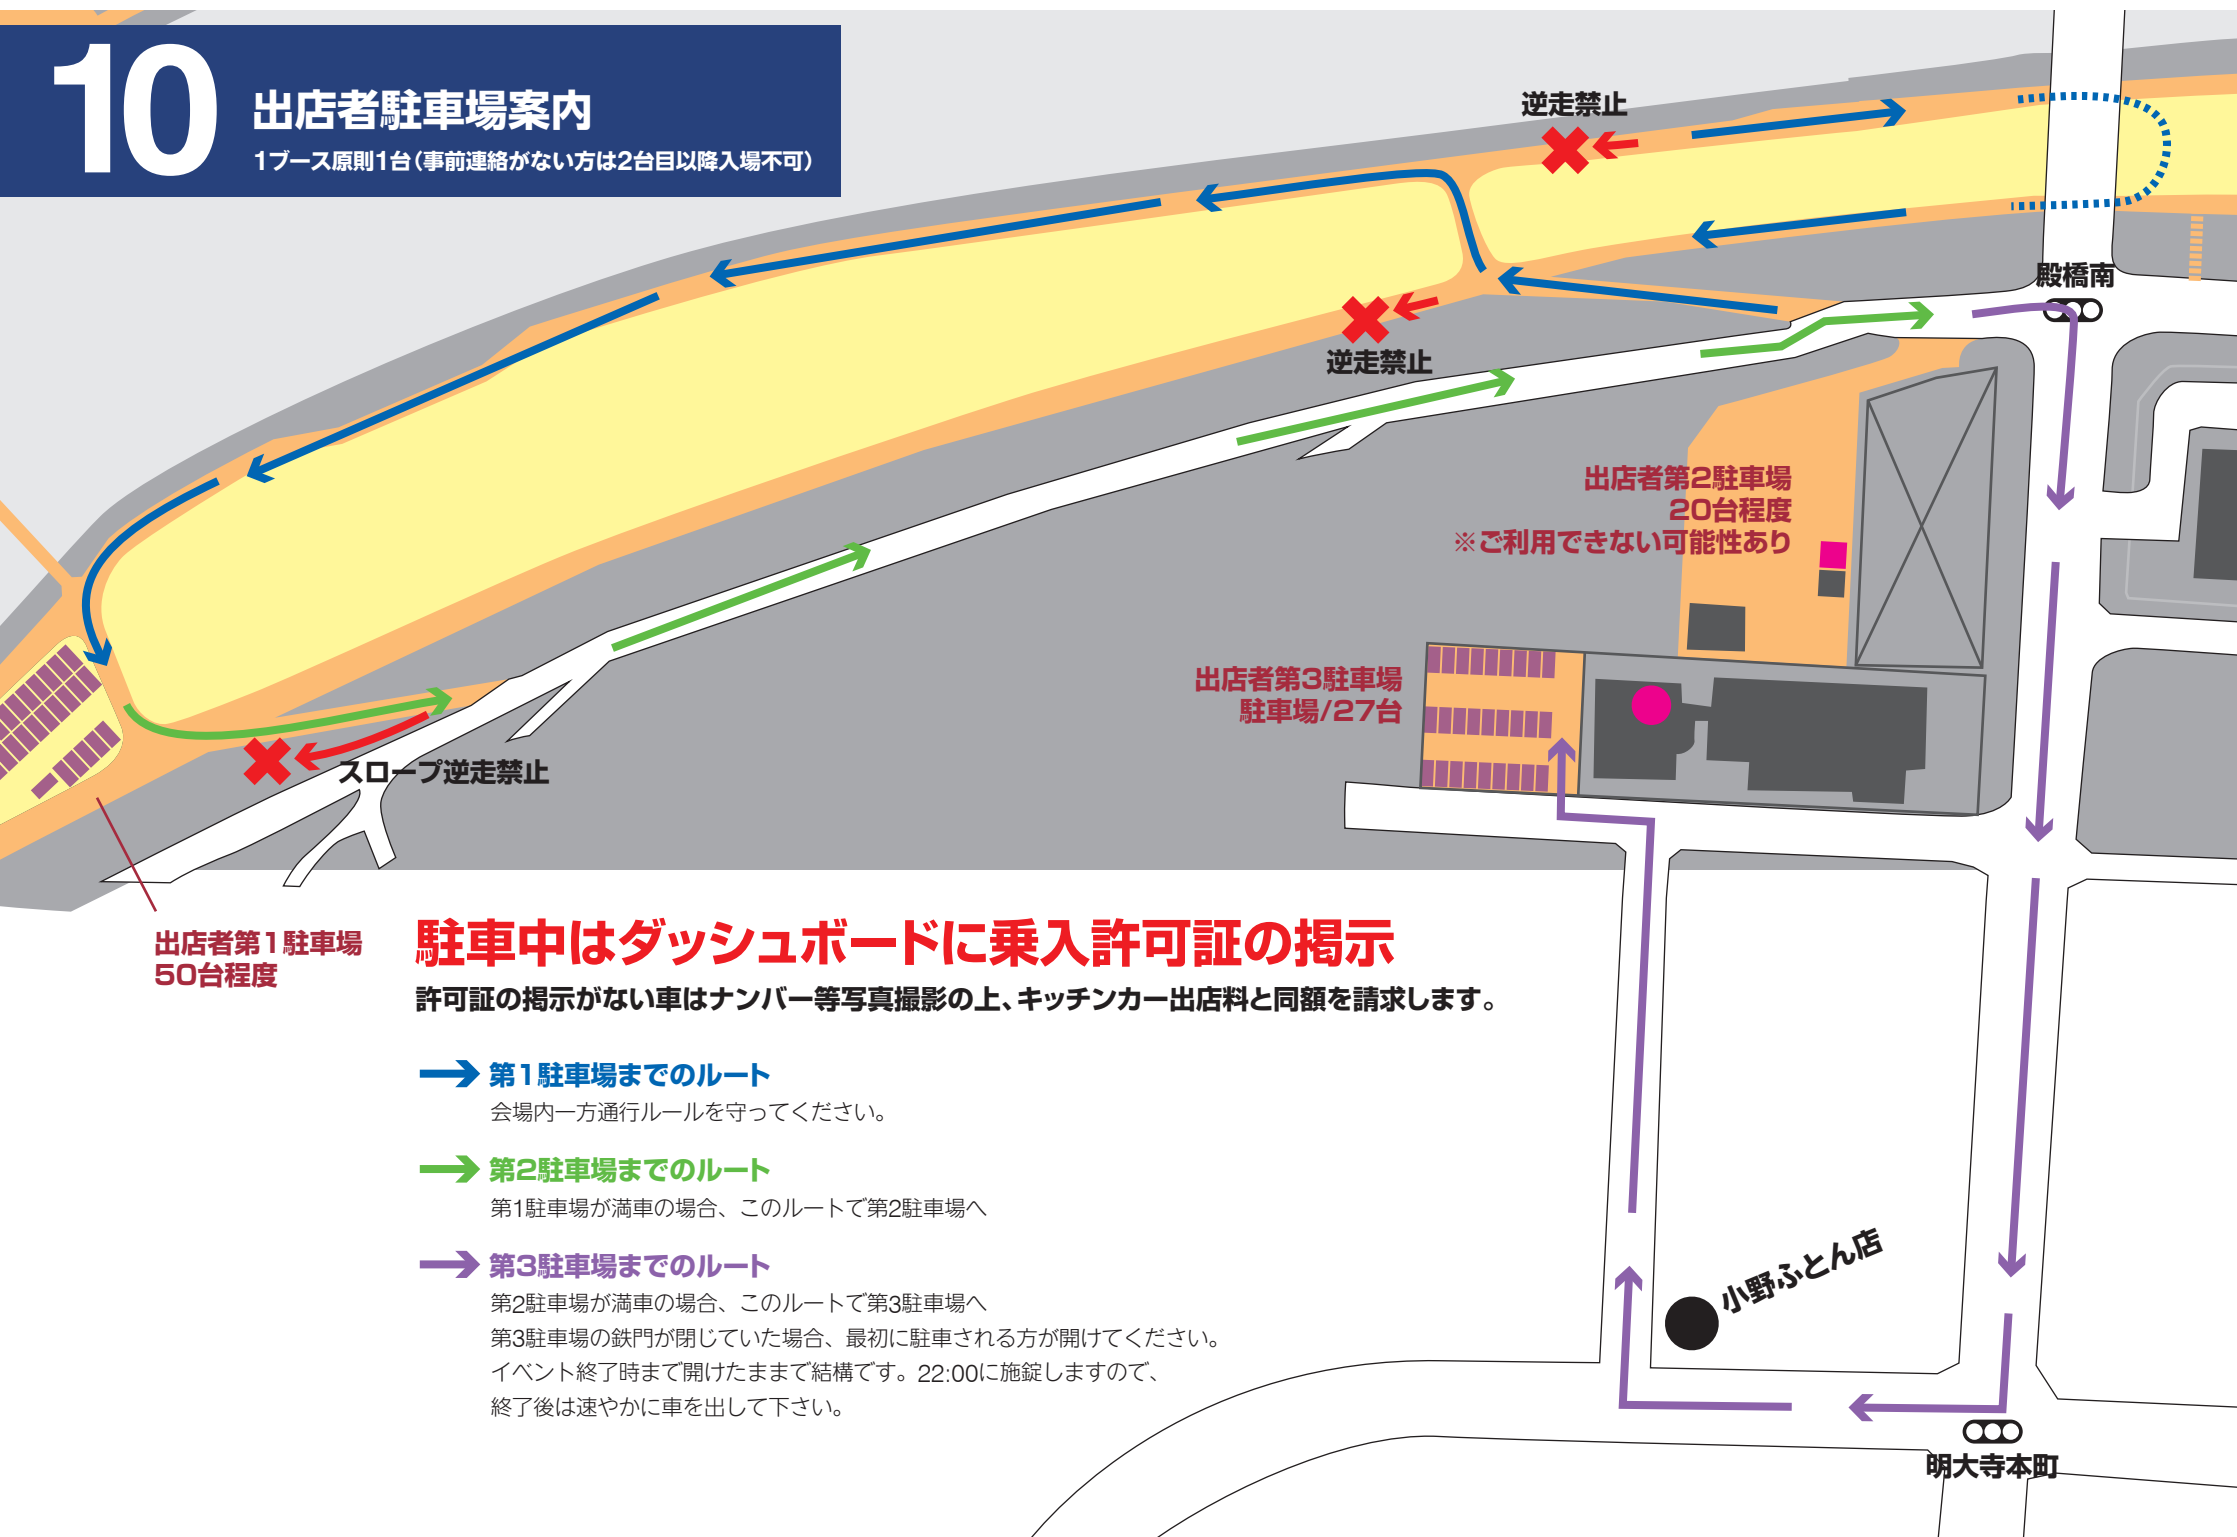 10
出店者駐車場案内
1ブース原則1台(事前連絡がない方は2台目以降入場不可)
逆走禁止
殿橋南
逆走禁止
出店者第2駐車場
20台程度
※ご利用できない可能性あり
出店者第3駐車場
駐車場/27台
スロープ逆走禁止
出店者第1駐車場
50台程度
駐車中はダッシュボードに乗入許可証の掲示
許可証の掲示がない車はナンバー等写真撮影の上、キッチンカー出店料と同額を請求します。
第1駐車場までのルート
会場内一方通行ルールを守ってください。
第2駐車場までのルート
第1駐車場が満車の場合、このルートで第2駐車場へ
第3駐車場までのルート
第2駐車場が満車の場合、このルートで第3駐車場へ
第3駐車場の鉄門が閉じていた場合、最初に駐車される方が開けてください。
イベント終了時まで開けたままで結構です。22:00に施錠しますので、
終了後は速やかに車を出して下さい。
小野ふとん店
明大寺本町